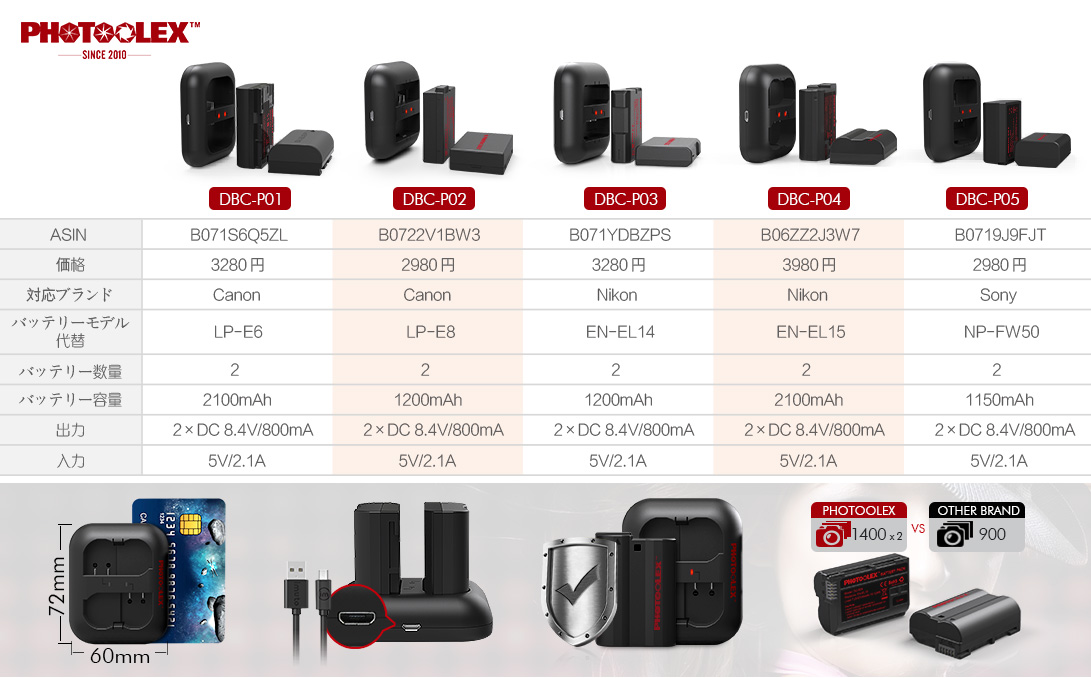 PHOTOOLEX™
SINCE 2010
DBC-P01 DBC-P02 DBC-P03 DBC-P04 DBC-P05
ASIN B071S6Q5ZL B0722V1BW3 B071YDBZPS B06ZZ2J3W7 B0719J9FJT
価格 3280円 2980円 3280円 3980円 2980円
対応ブランド Canon Canon Nikon Nikon Sony
バッテリーモデル
代替 LP-E6 LP-E8 EN-EL14 EN-EL15 NP-FW50
バッテリー数量 2 2 2 2 2
バッテリー容量 2100mAh 1200mAh 1200mAh 2100mAh 1150mAh
出力 2×DC 8.4V/800mA 2×DC 8.4V/800mA 2×DC 8.4V/800mA 2×DC 8.4V/800mA 2×DC 8.4V/800mA
入力 5V/2.1A 5V/2.1A 5V/2.1A 5V/2.1A 5V/2.1A
72mm
60mm
PHOTOOLEX
PHOTOOLEX
PHOTOOLEX VS OTHER BRAND
1400 x 2 900
PHOTOOLEX